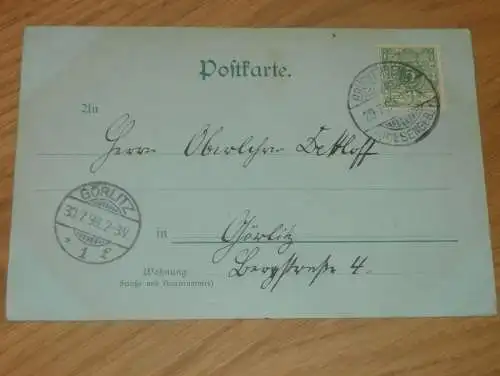 Postkarte.
An
Herrn Oberlehrer Dettloff
GÖRLITZ
30.7.98.2-3N
* 1 f
in Görlitz
Wohnung Bergstraße 4.
(Straße und Hausnummer)